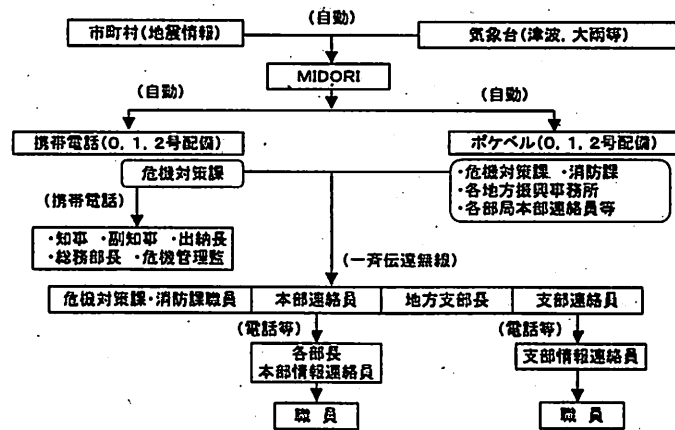 (自動)
市町村(地震情報)
気象台(津波,大雨等)
MIDORI
(自動)
(自動)
携帯電話(0,1,2号配備)
ポケベル(0,1,2号配備)
危機対策課
・危機対策課 ・消防課
・各地方振興事務所
・各部局本部連絡員等
(携帯電話)
・知事 ・副知事 ・出納長
・総務部長 ・危機管理監
(一斉伝達無線)
危機対策課・消防課職員
本部連絡員
地方支部長
支部連絡員
(電話等)
(電話等)
各部長
本部情報連絡員
支部情報連絡員
職 員
職 員